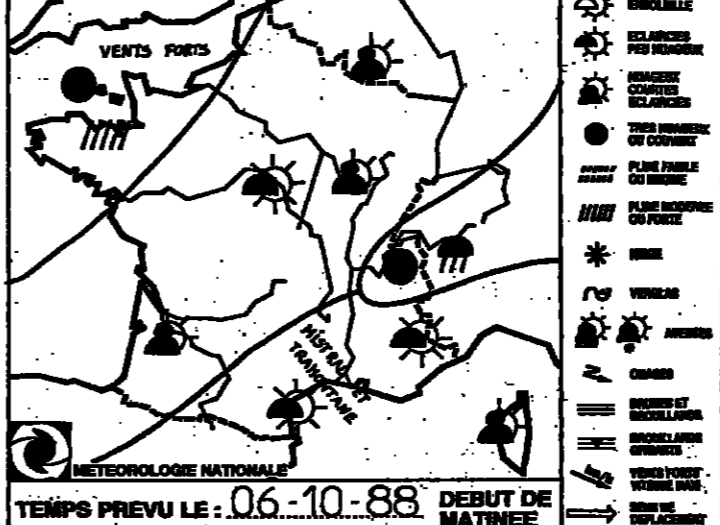 VENTS FORTS
MISTRAL ET
TRAMONTANE
METEOROLOGIE NATIONALE
TEMPS PREVU LE : 06-10-88 DEBUT DE
MATINEE
ECLAIRCIES
PEU NUAGEUX
NUAGEUX
COURTES
ECLAIRCIES
TRES NUAGEUX
OU COUVERT
PLUIE FAIBLE
OU BRUINE
PLUIE MODEREE
OU FORTE
NEIGE
VERGLAS
AVERSES
ORAGES
BRUMES ET
BROUILLARDS
BROUILLARDS
GIVRANTS
VENTS FORTS
SENS DE
DEPLACEMENT